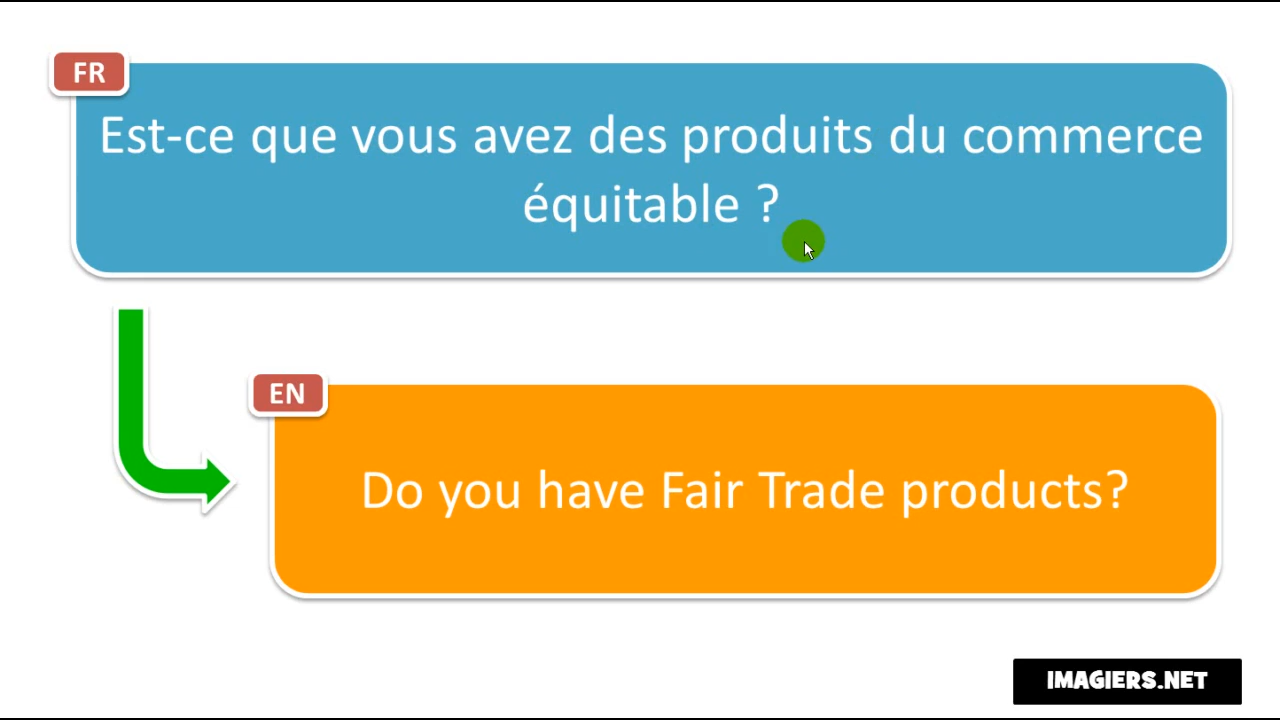 FR
Est-ce que vous avez des produits du commerce
équitable ?
EN
Do you have Fair Trade products?
IMAGIERS.NET